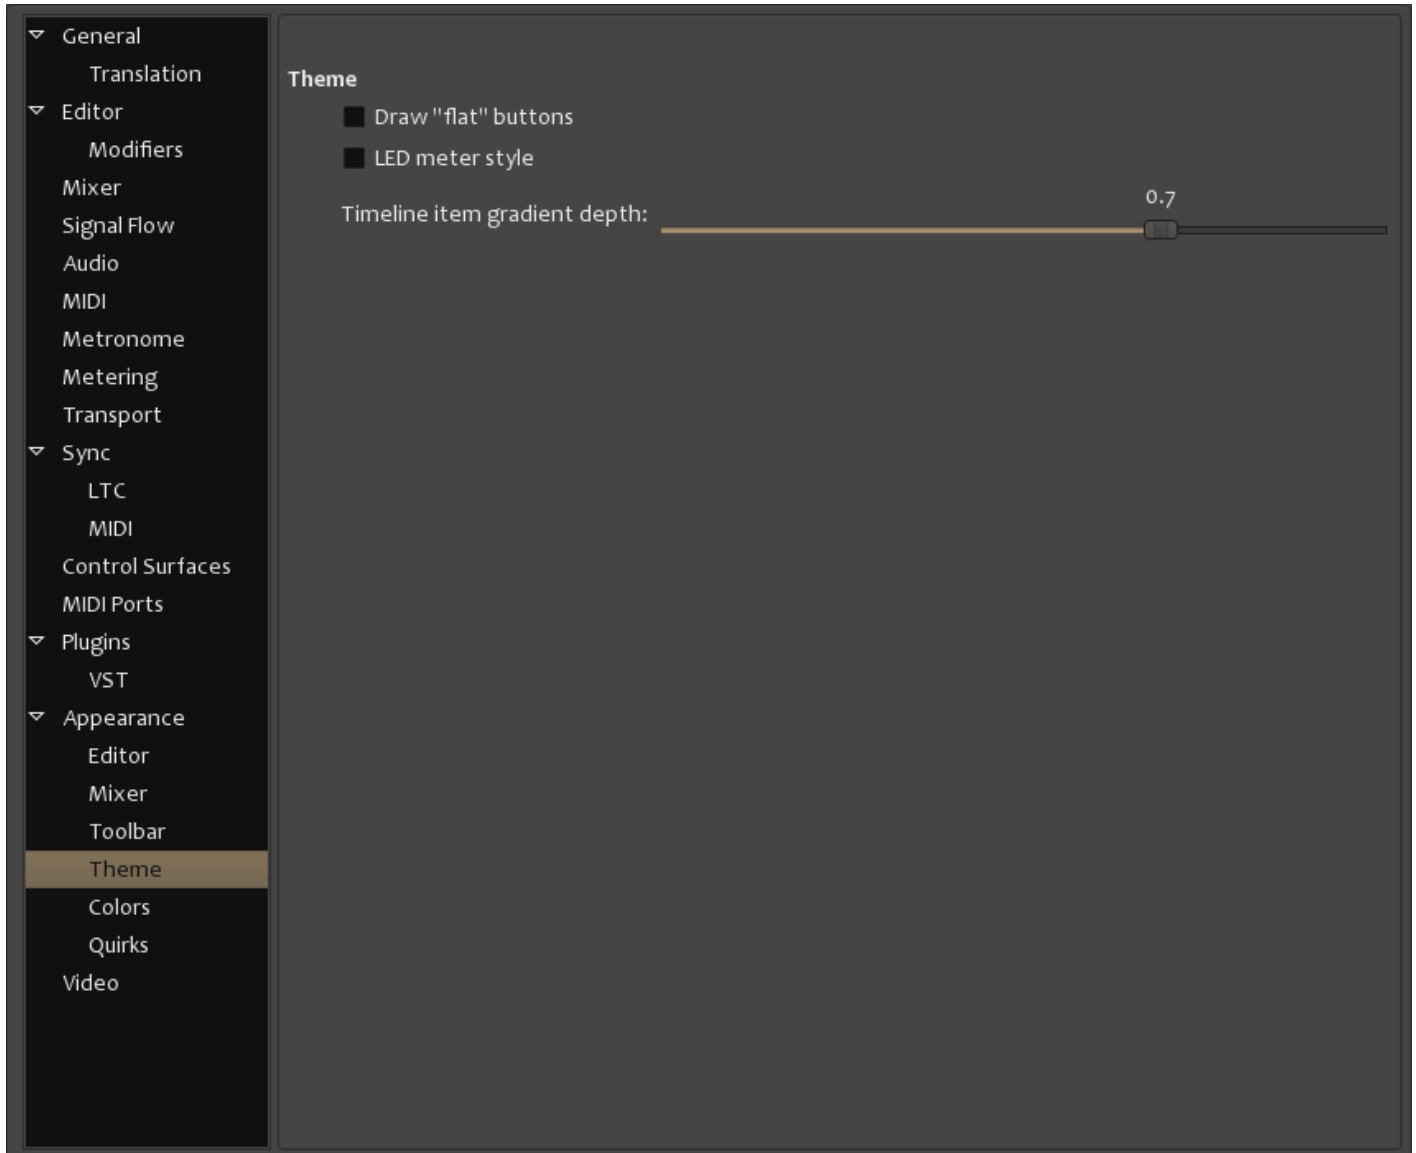 General
Translation
Editor
Modifiers
Mixer
Signal Flow
Audio
MIDI
Metronome
Metering
Transport
Sync
LTC
MIDI
Control Surfaces
MIDI Ports
Plugins
VST
Appearance
Editor
Mixer
Toolbar
Theme
Colors
Quirks
Video
Theme
Draw "flat" buttons
LED meter style
Timeline item gradient depth:
0.7